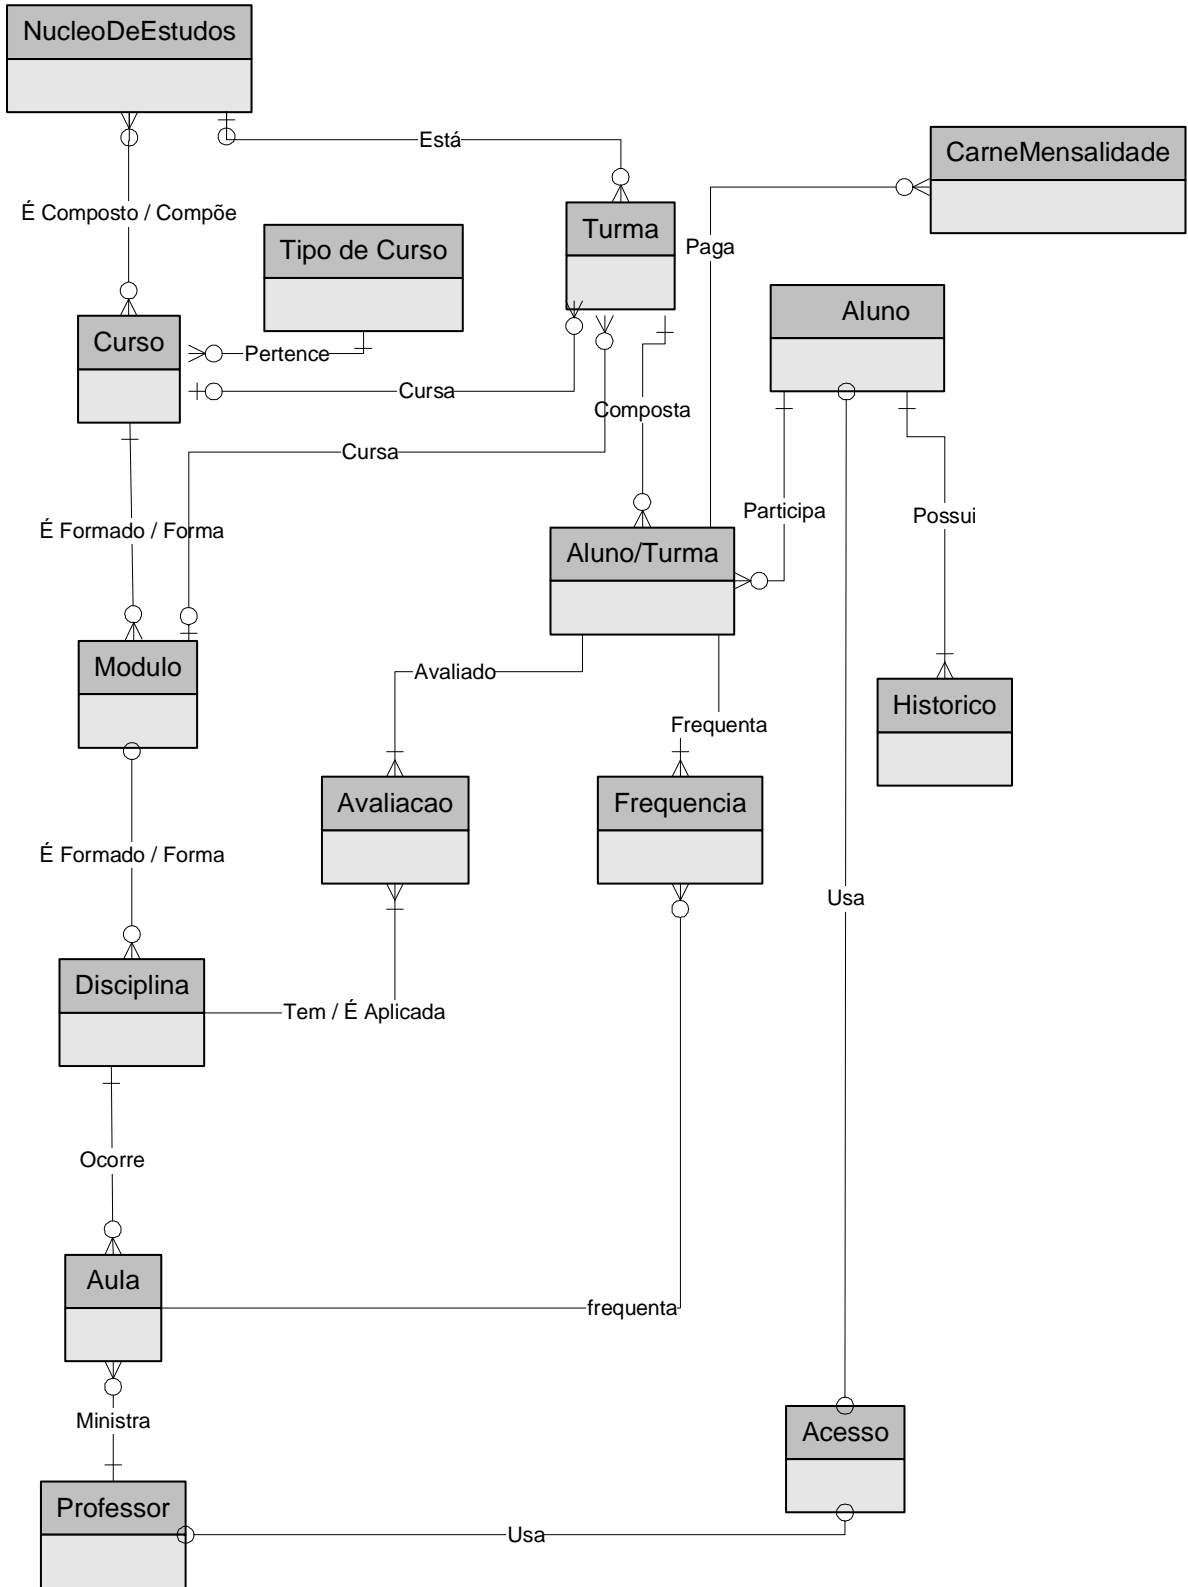 NucleoDeEstudos
Está
CarneMensalidade
É Composto / Compõe
Tipo de Curso
Turma
Paga
Aluno
Curso
Pertence
Cursa
Composta
Cursa
Participa
Possui
É Formado / Forma
Aluno/Turma
Modulo
Avaliado
Historico
Frequenta
Avaliacao
Frequencia
É Formado / Forma
Usa
Disciplina
Tem / É Aplicada
Ocorre
Aula
frequenta
Ministra
Acesso
Professor
Usa